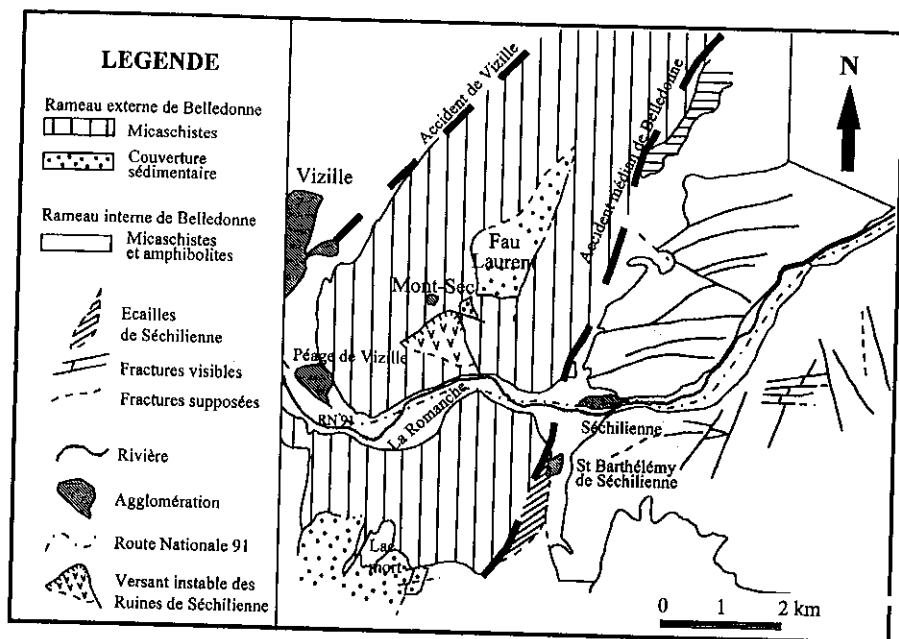 LEGENDE
Rameau externe de Belledonne
Micaschistes
Couverture
sédimentaire
Rameau interne de Belledonne
Micaschistes
et amphibolites
Ecailles
de Séchilienne
Fractures visibles
Fractures supposées
Rivière
Agglomération
Route Nationale 91
Versant instable des
Ruines de Séchilienne
Accident de Vizille
Accident médian de Belledonne
N
Vizille
Fau
Laurent
Mont-Sec
Péage de Vizille
RN 91
La Romanche
Séchilienne
St Barthélémy
de Séchilienne
Lac
mort
0 1 2 km